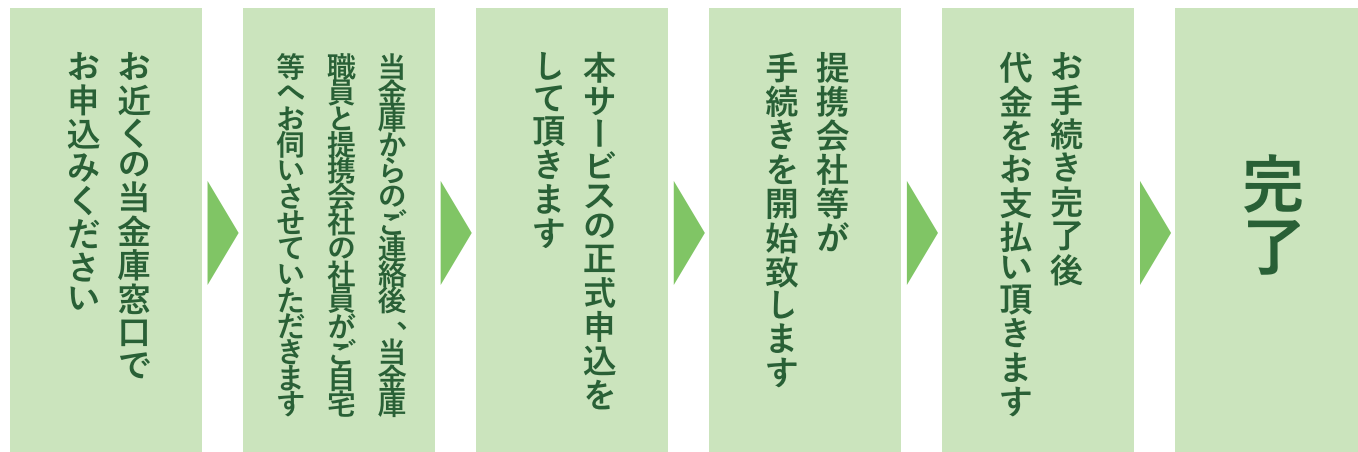 お近くの当金庫窓口で
お申込みください
当金庫からのご連絡後、当金庫
職員と提携会社の社員がご自宅
等へお伺いさせていただきます
本サービスの正式申込を
して頂きます
提携会社等が
手続きを開始致します
お手続き完了後
代金をお支払い頂きます
完了